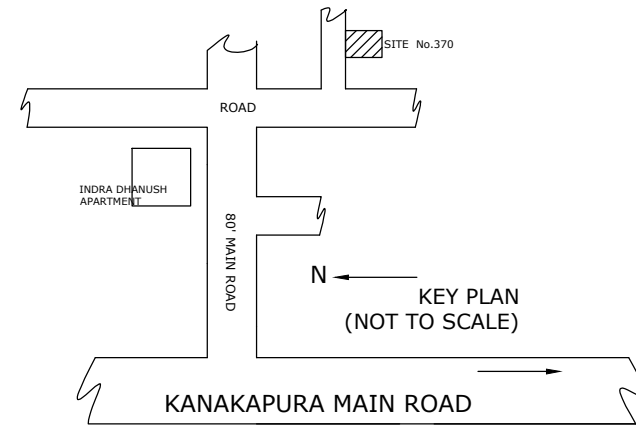 SITE No.370
ROAD
INDRA DHANUSH
APARTMENT
80' MAIN ROAD
N
KEY PLAN
(NOT TO SCALE)
KANAKAPURA MAIN ROAD